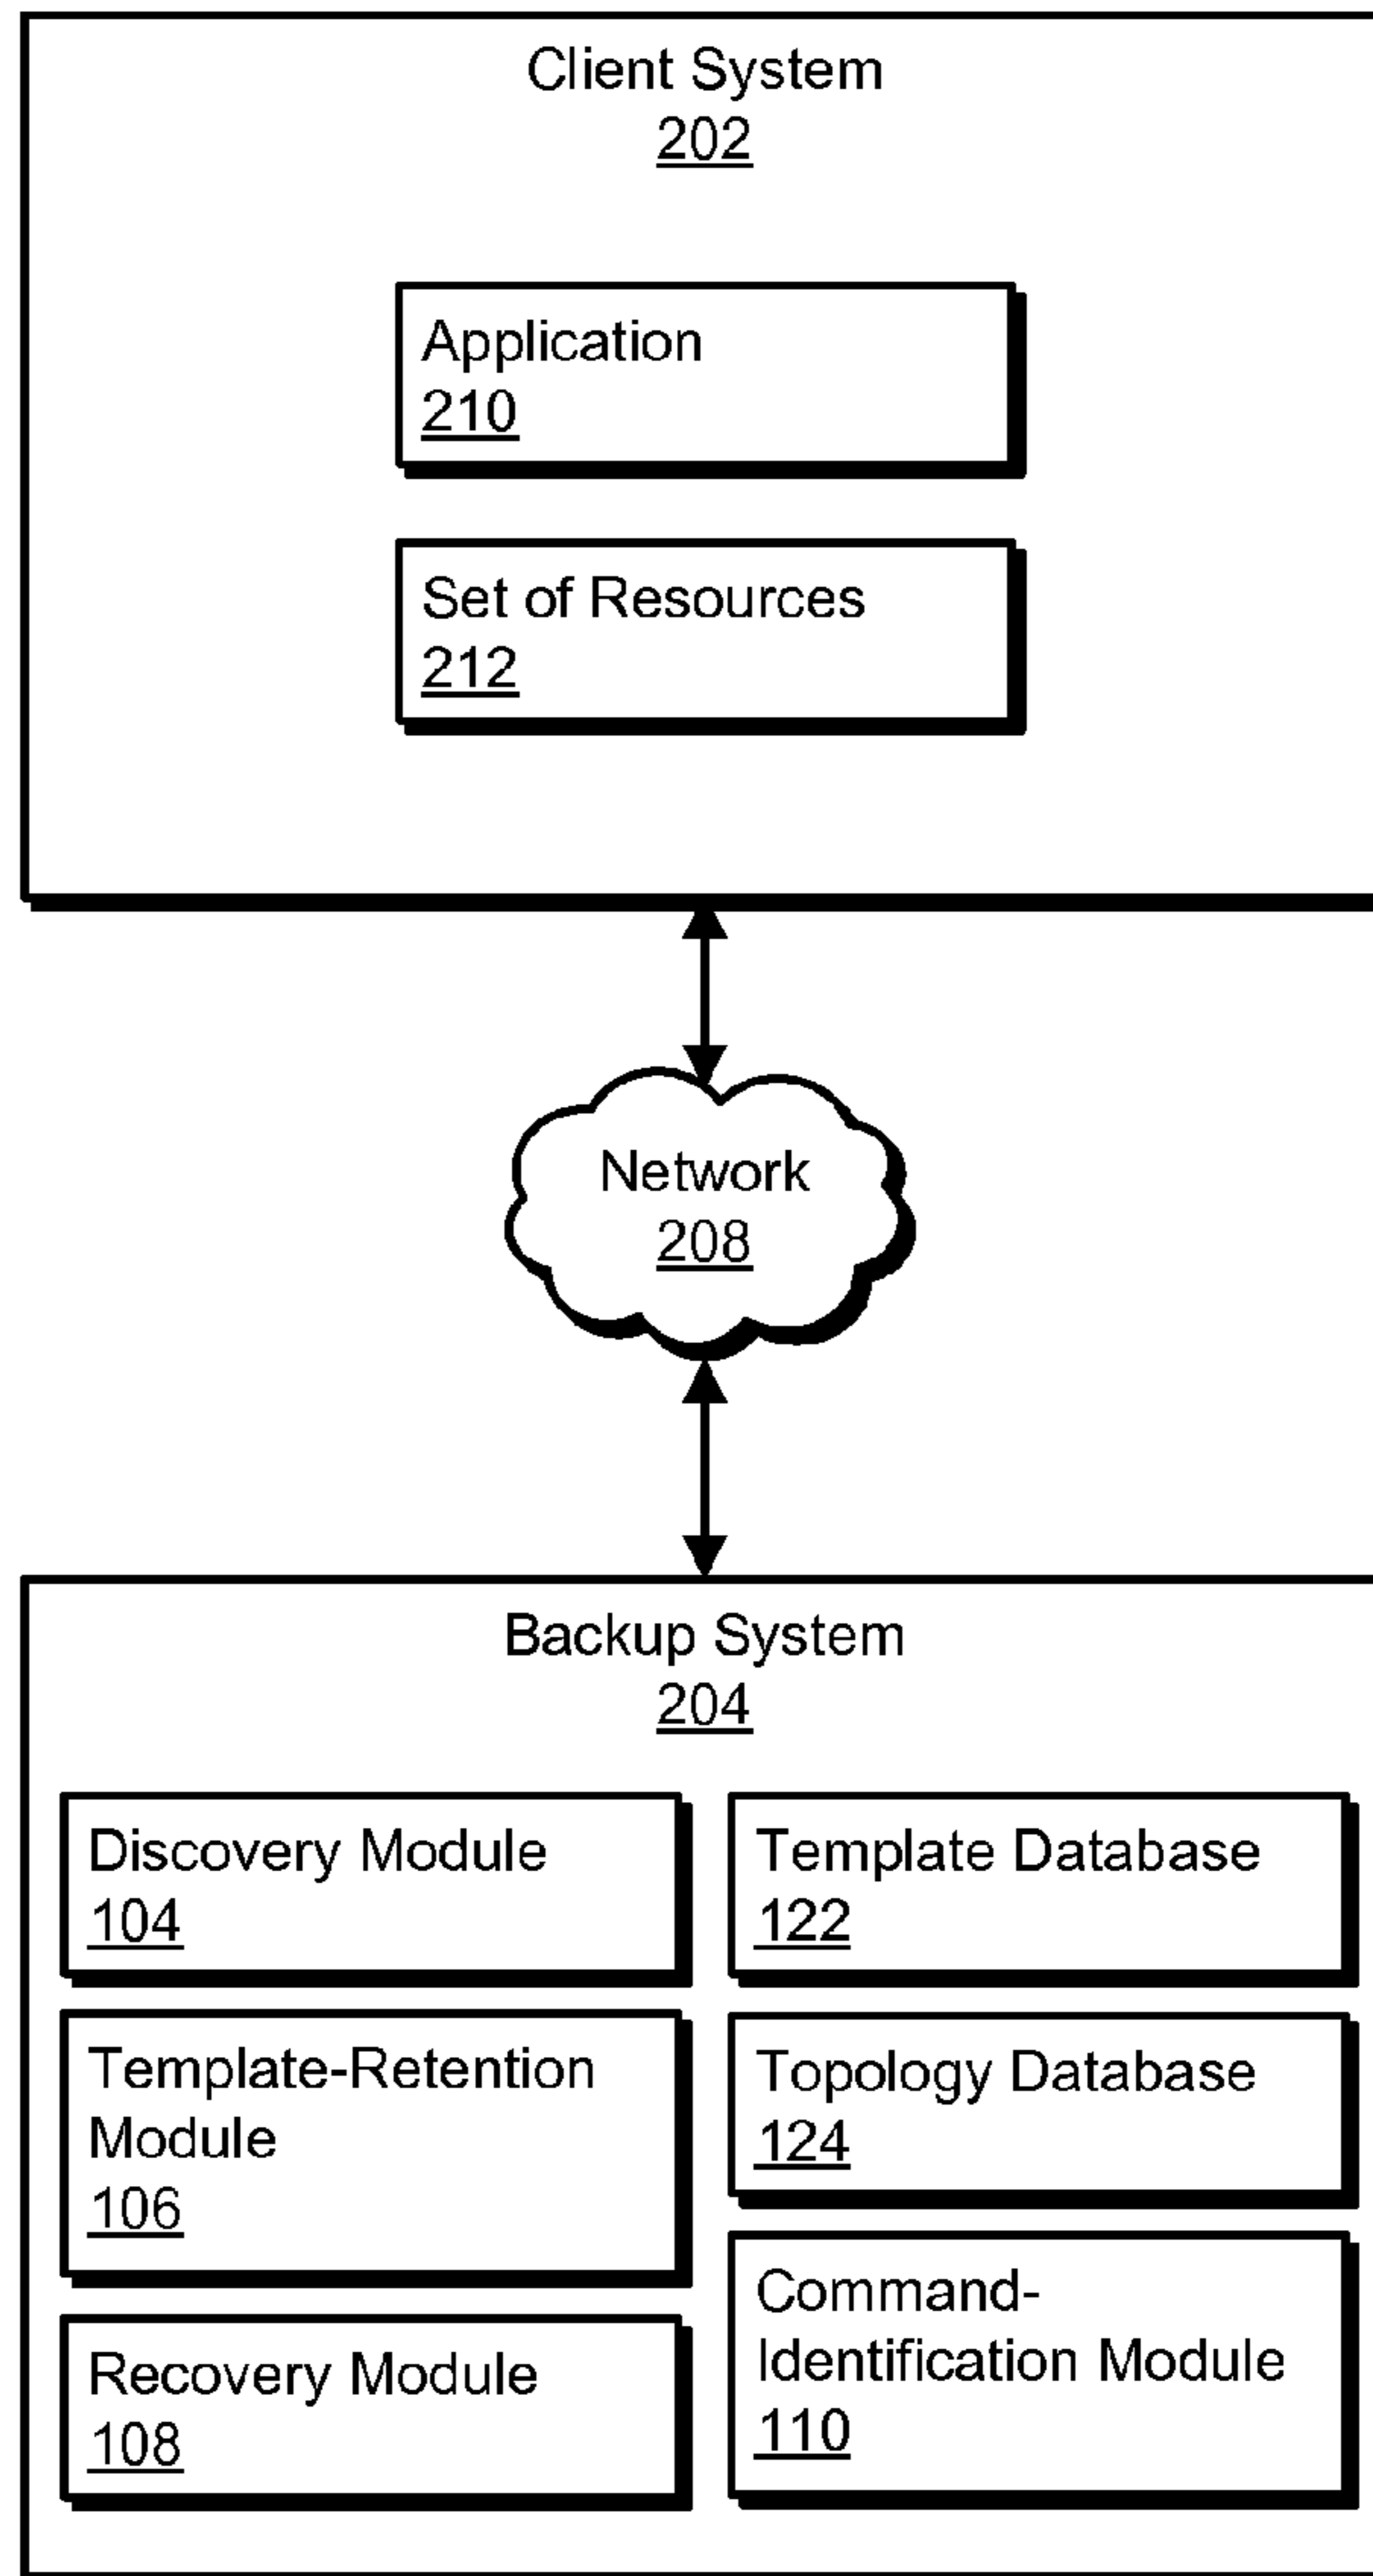 Client System
202
Application
210
Set of Resources
212
Network
208
Backup System
204
Discovery Module
104
Template-Retention
Module
106
Recovery Module
108
Template Database
122
Topology Database
124
Command-
Identification Module
110